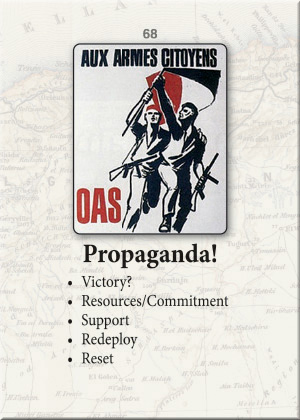 68
AUX ARMES CITOYENS
OAS
Propaganda!
• Victory?
• Resources/Commitment
• Support
• Redeploy
• Reset